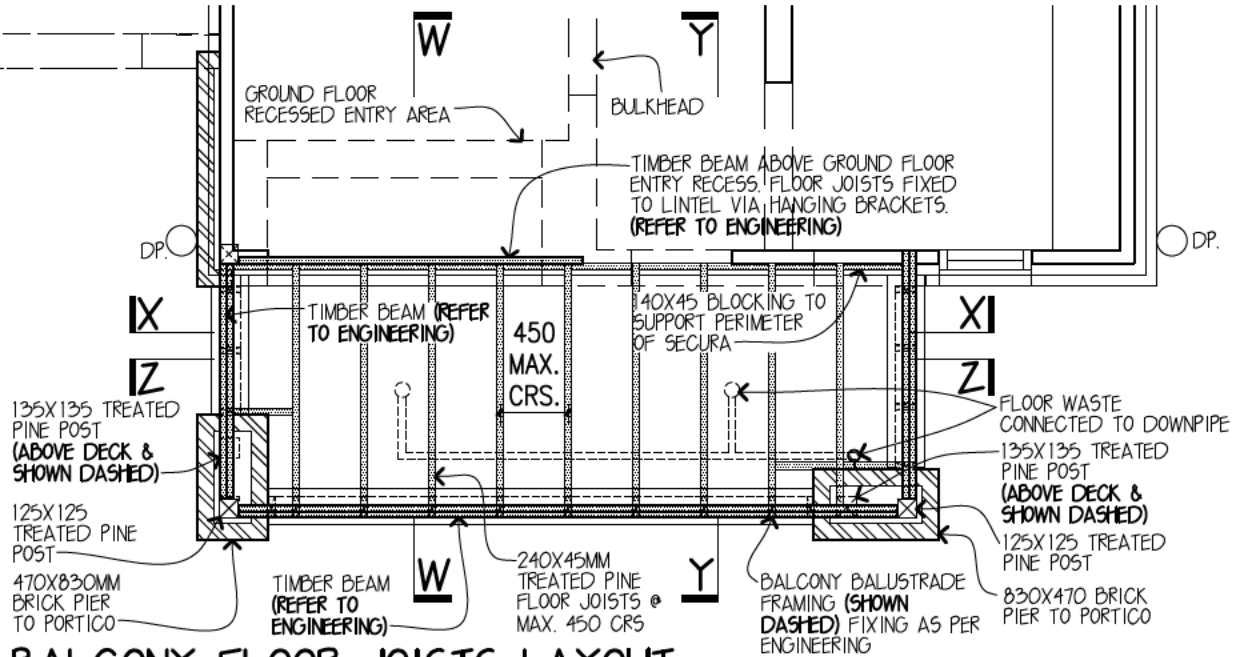 W
Y
GROUND FLOOR
RECESSED ENTRY AREA
BULKHEAD
TIMBER BEAM ABOVE GROUND FLOOR
ENTRY RECESS. FLOOR JOISTS FIXED
TO LINTEL VIA HANGING BRACKETS.
(REFER TO ENGINEERING)
DP.
DP.
X
TIMBER BEAM (REFER
TO ENGINEERING)
450
MAX.
CRS.
140X45 BLOCKING TO
SUPPORT PERIMETER
OF SECURA
X
Z
Z
135X135 TREATED
PINE POST
(ABOVE DECK &
SHOWN DASHED)
125X125
TREATED PINE
POST
470X830MM
BRICK PIER
TO PORTICO
FLOOR WASTE
CONNECTED TO DOWNPIPE
135X135 TREATED
PINE POST
(ABOVE DECK &
SHOWN DASHED)
125X125 TREATED
PINE POST
830X470 BRICK
PIER TO PORTICO
TIMBER BEAM
(REFER TO
ENGINEERING)
W
240X45MM
TREATED PINE
FLOOR JOISTS @
MAX. 450 CRS
Y
BALCONY BALUSTRADE
FRAMING (SHOWN
DASHED) FIXING AS PER
ENGINEERING
BALCONY FLOOR JOISTS LAYOUT